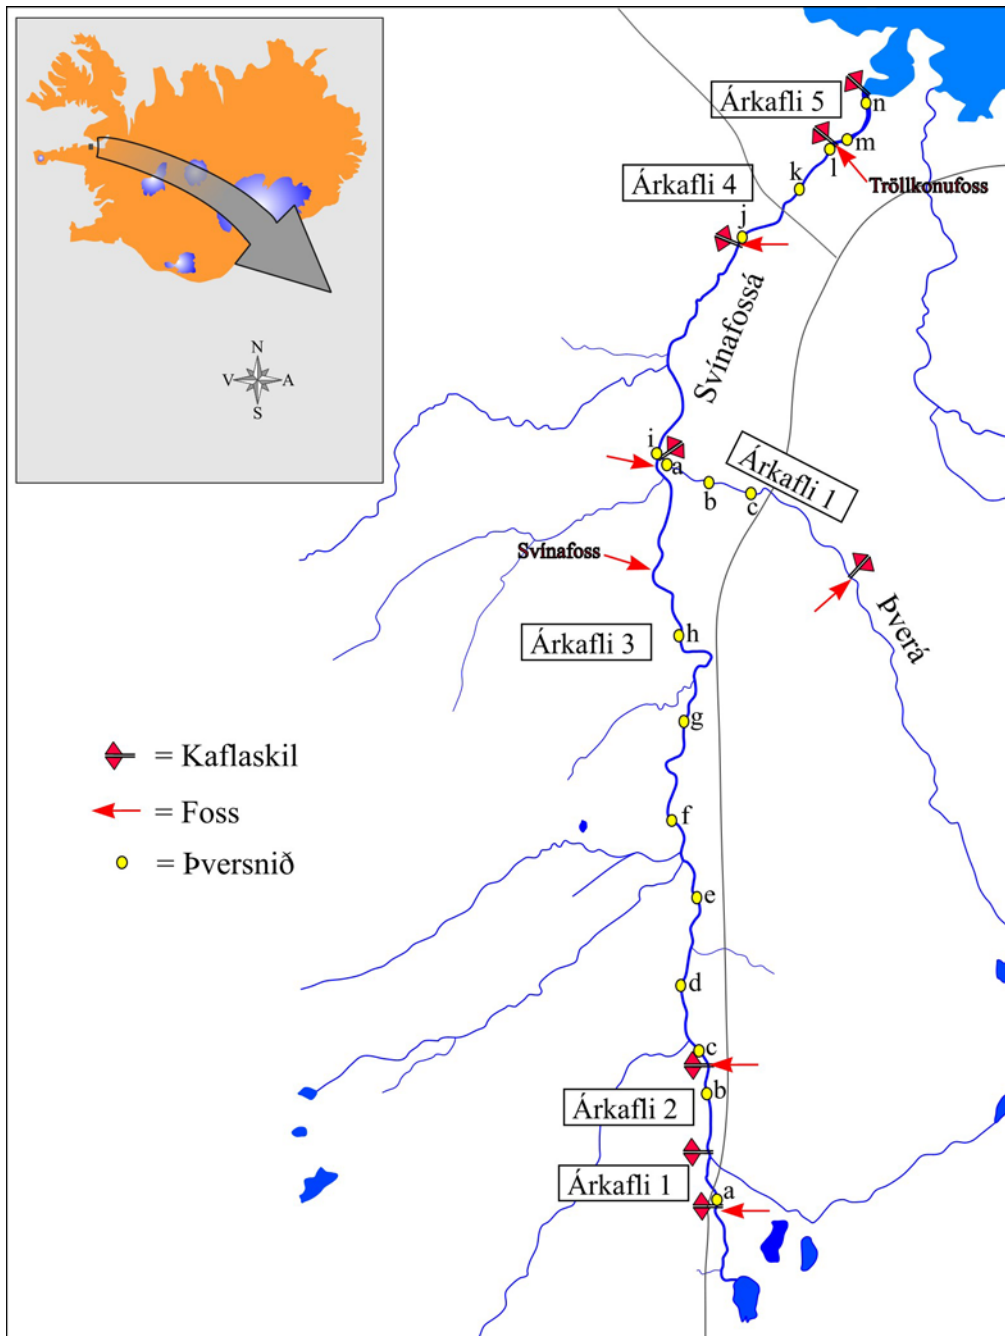 N
V
A
S
Árkafli 5
n
m
l
Tröllkonufoss
k
Árkafli 4
j
Svínafossá
i
a
b
c
Árkafli 1
Svínafoss
Þverá
h
Árkafli 3
g
= Kaflaskil
= Foss
f
= Þversnið
e
d
c
b
Árkafli 2
Árkafli 1
a